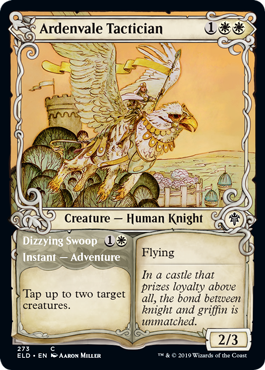 Ardenvale Tactician 1
Creature — Human Knight
Dizzying Swoop 1
Instant — Adventure
Tap up to two target
creatures.
Flying
In a castle that
prizes loyalty above
all, the bond between
knight and griffin is
unmatched.
2/3
273 C
ELD • EN AARON MILLER
™ & © 2019 Wizards of the Coast